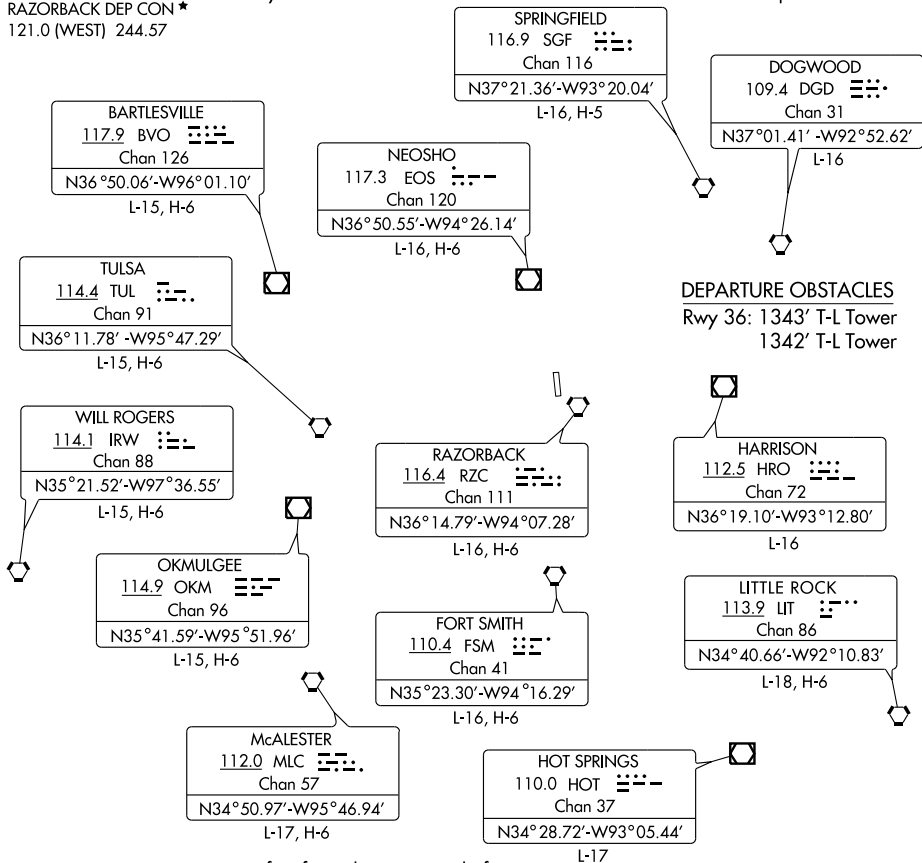 RAZORBACK DEP CON ★
121.0 (WEST) 244.57
SPRINGFIELD
116.9 SGF
Chan 116
N37°21.36'-W93°20.04'
L-16, H-5
DOGWOOD
109.4 DGD
Chan 31
N37°01.41' -W92°52.62'
L-16
BARTLESVILLE
117.9 BVO
Chan 126
N36°50.06'-W96°01.10'
L-15, H-6
NEOSHO
117.3 EOS
Chan 120
N36°50.55'-W94°26.14'
L-16, H-6
TULSA
114.4 TUL
Chan 91
N36°11.78' -W95°47.29'
L-15, H-6
DEPARTURE OBSTACLES
Rwy 36: 1343' T-L Tower
1342' T-L Tower
WILL ROGERS
114.1 IRW
Chan 88
N35°21.52'-W97°36.55'
L-15, H-6
RAZORBACK
116.4 RZC
Chan 111
N36°14.79'-W94°07.28'
L-16, H-6
HARRISON
112.5 HRO
Chan 72
N36°19.10'-W93°12.80'
L-16
OKMULGEE
114.9 OKM
Chan 96
N35°41.59'-W95°51.96'
L-15, H-6
FORT SMITH
110.4 FSM
Chan 41
N35°23.30'-W94°16.29'
L-16, H-6
LITTLE ROCK
113.9 LIT
Chan 86
N34°40.66'-W92°10.83'
L-18, H-6
McALESTER
112.0 MLC
Chan 57
N34°50.97'-W95°46.94'
L-17, H-6
HOT SPRINGS
110.0 HOT
Chan 37
N34°28.72'-W93°05.44'
L-17